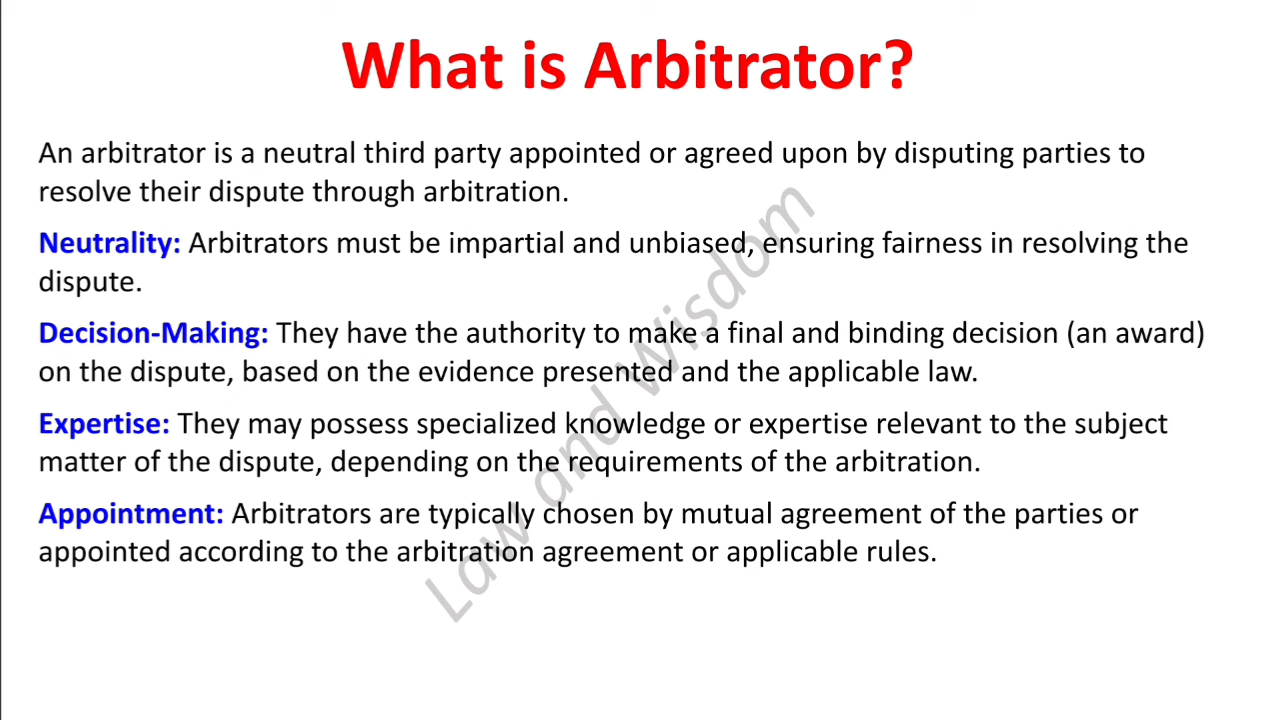 What is Arbitrator?
An arbitrator is a neutral third party appointed or agreed upon by disputing parties to
resolve their dispute through arbitration.
Neutrality: Arbitrators must be impartial and unbiased, ensuring fairness in resolving the
dispute.
Decision-Making: They have the authority to make a final and binding decision (an award)
on the dispute, based on the evidence presented and the applicable law.
Expertise: They may possess specialized knowledge or expertise relevant to the subject
matter of the dispute, depending on the requirements of the arbitration.
Appointment: Arbitrators are typically chosen by mutual agreement of the parties or
appointed according to the arbitration agreement or applicable rules.
Law and Wisdom